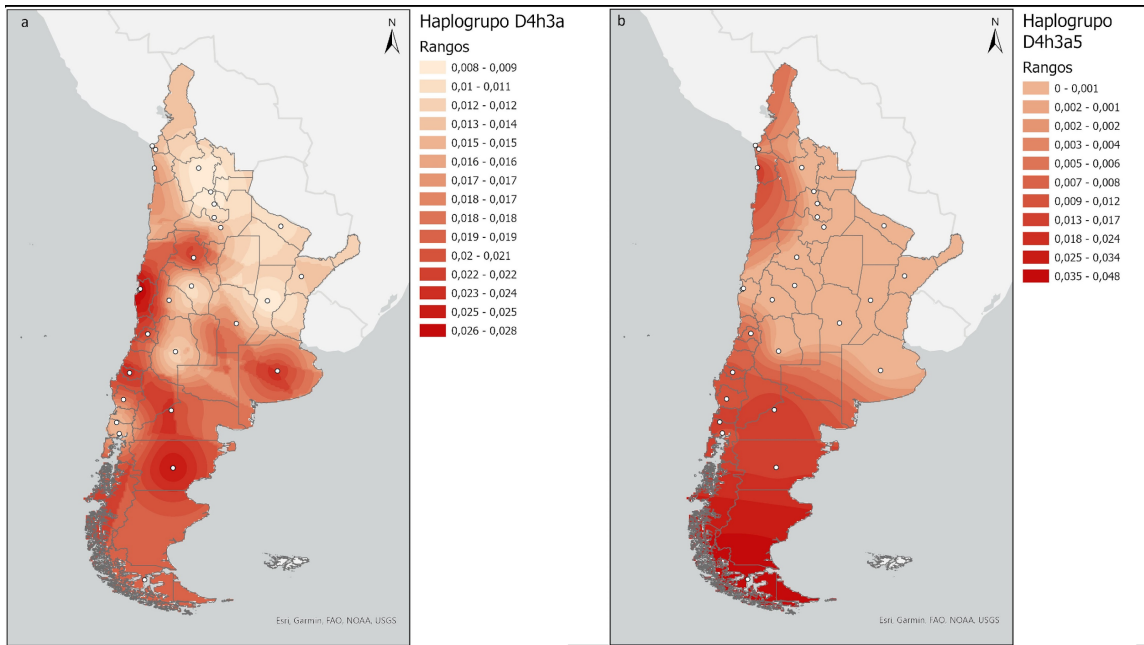 a
N
Haplogrupo D4h3a
Rangos
0,008 - 0,009
0,01 - 0,011
0,012 - 0,012
0,013 - 0,014
0,015 - 0,015
0,016 - 0,016
0,017 - 0,017
0,018 - 0,017
0,018 - 0,018
0,019 - 0,019
0,02 - 0,021
0,022 - 0,022
0,023 - 0,024
0,025 - 0,025
0,026 - 0,028
Esri, Garmin, FAO, NOAA, USGS
b
N
Haplogrupo
D4h3a5
Rangos
0 - 0,001
0,002 - 0,001
0,002 - 0,002
0,003 - 0,004
0,005 - 0,006
0,007 - 0,008
0,009 - 0,012
0,013 - 0,017
0,018 - 0,024
0,025 - 0,034
0,035 - 0,048
Esri, Garmin, FAO, NOAA, USGS